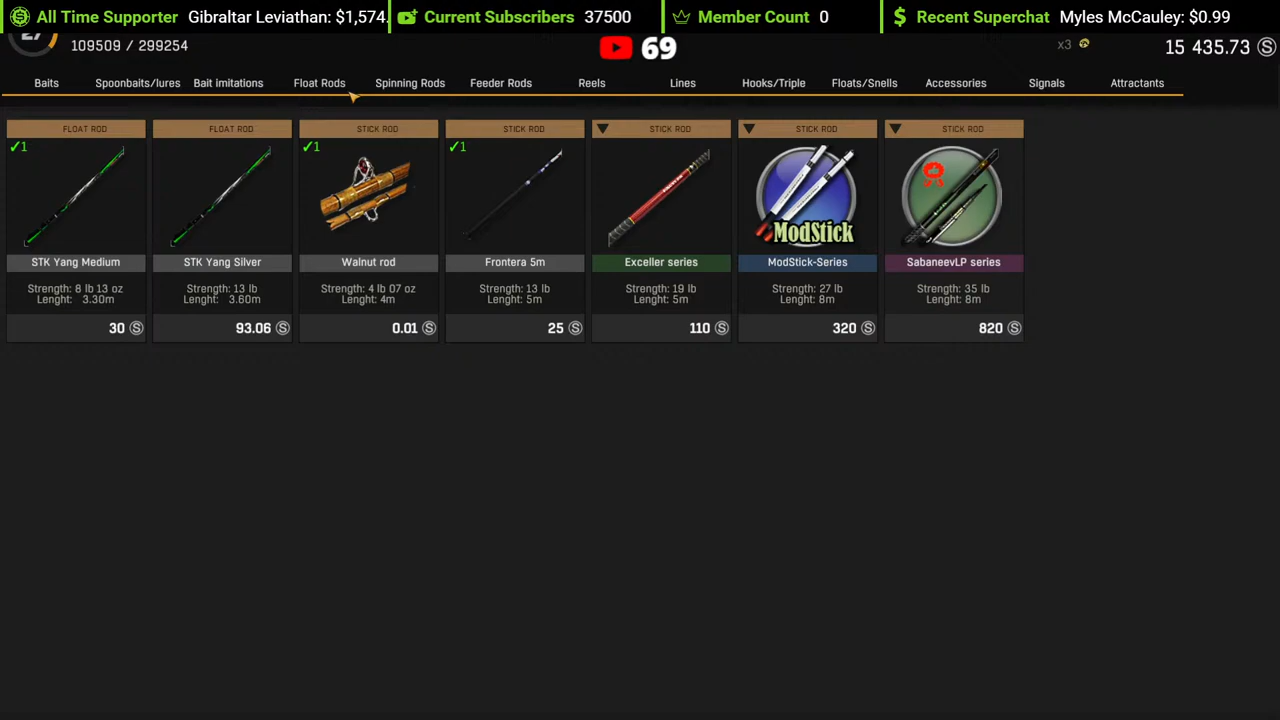 All Time Supporter Gibraltar Leviathan: $1,574. Current Subscribers 37500 Member Count 0 Recent Superchat Myles McCauley: $0.99
27 109509 / 299254 69 x3 15 435.73
Baits Spoonbaits/lures Bait imitations Float Rods Spinning Rods Feeder Rods Reels Lines Hooks/Triple Floats/Snells Accessories Signals Attractants
FLOAT ROD FLOAT ROD STICK ROD STICK ROD STICK ROD STICK ROD STICK ROD
✓1 ✓1 ✓1
ModStick
STK Yang Medium STK Yang Silver Walnut rod Frontera 5m Exceller series ModStick-Series SabaneevLP series
Strength: 8 lb 13 oz Strength: 13 lb Strength: 4 lb 07 oz Strength: 13 lb Strength: 19 lb Strength: 27 lb Strength: 35 lb
Lenght: 3.30m Lenght: 3.60m Lenght: 4m Lenght: 5m Lenght: 5m Lenght: 8m Lenght: 8m
30 S 93.06 S 0.01 S 25 S 110 S 320 S 820 S